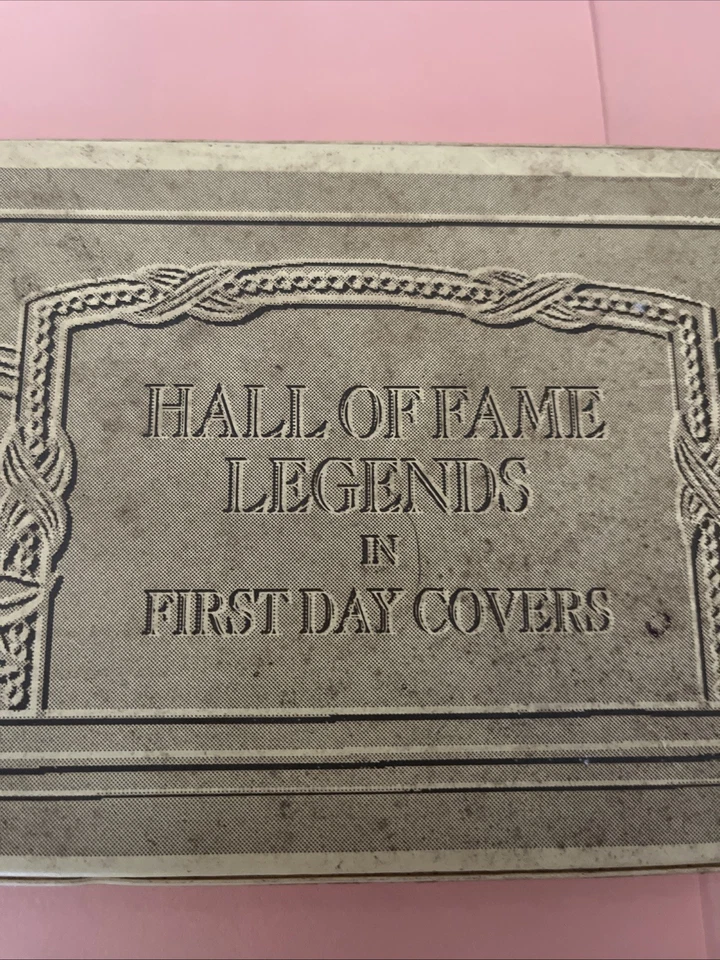 HALL OF FAME
LEGENDS
IN
FIRST DAY COVERS